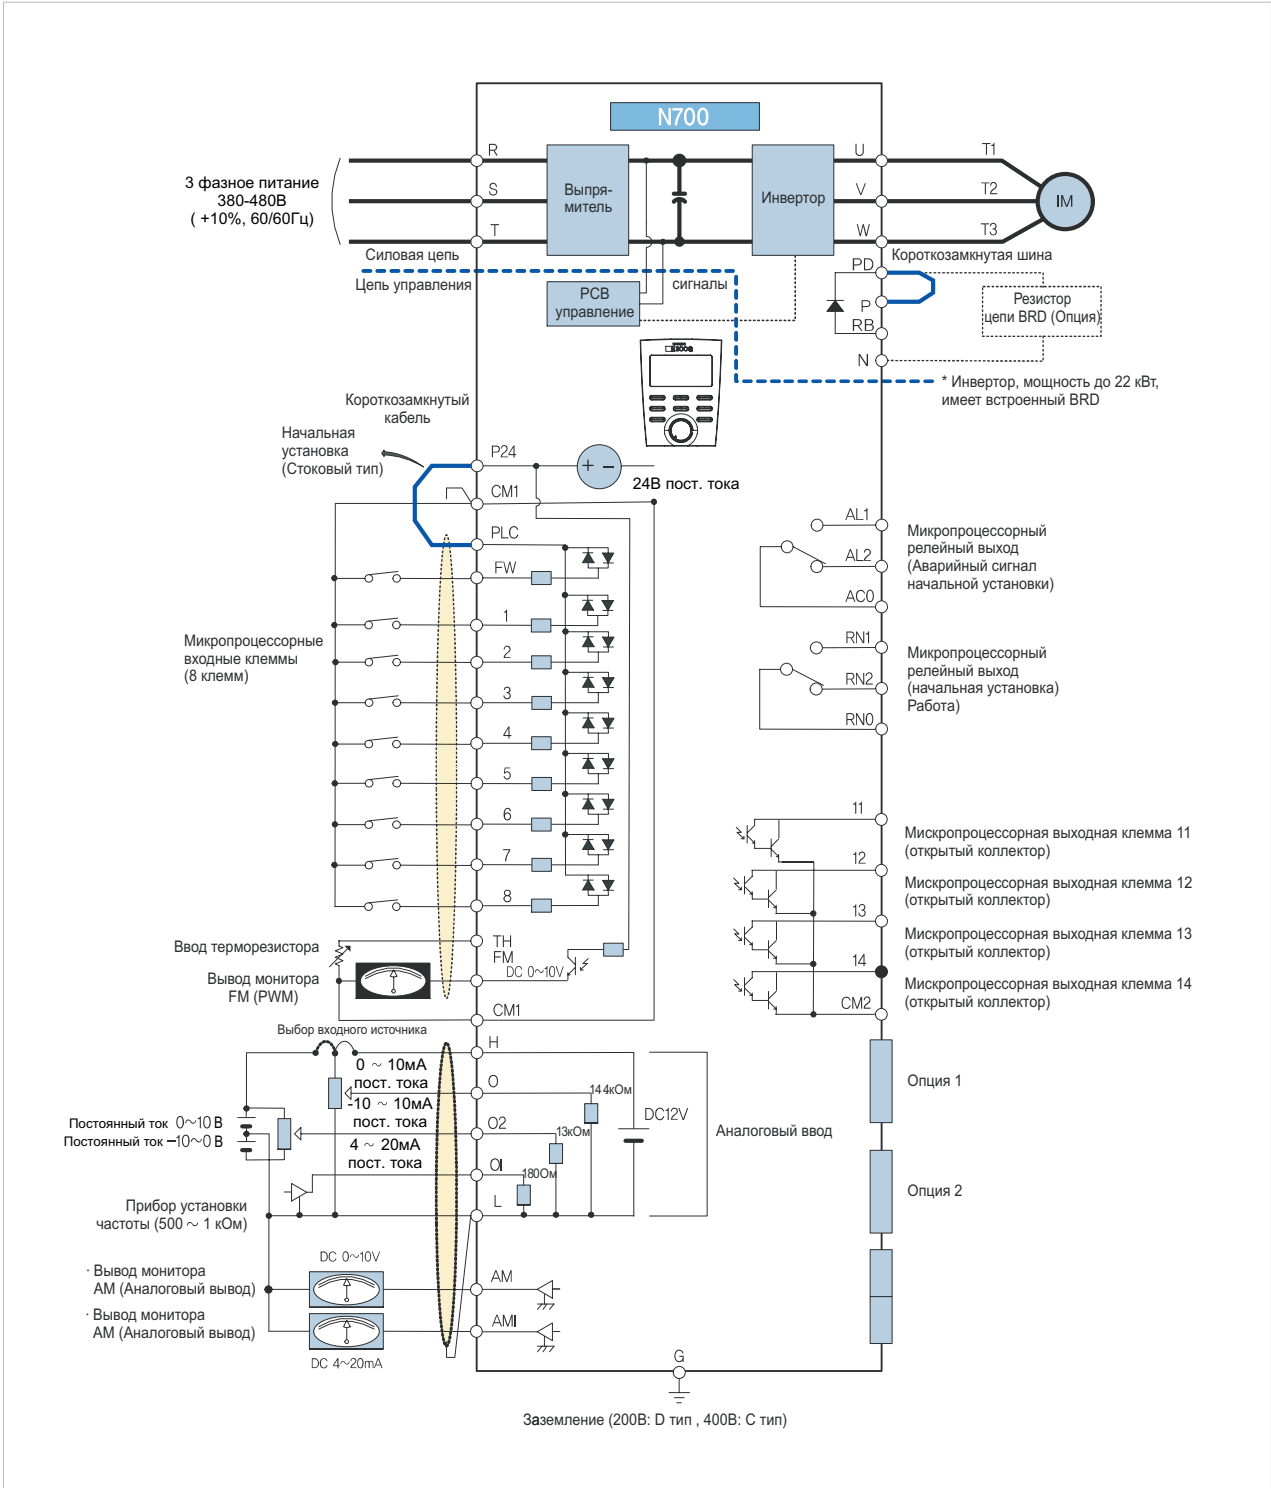 N700
R
U
T1
3 фазное питание
380-480В
( +10%, 60/60Гц)
S
Выпря-
митель
Инвертор
V
T2
IM
T
W
T3
Силовая цепь
Короткозамкнутая шина
Цепь управления
сигналы
PD
PCB
управление
P
RB
Резистор
цепи BRD (Опция)
N
* Инвертор, мощность до 22 кВт,
имеет встроенный BRD
Короткозамкнутый
кабель
Начальная
установка
(Стоковый тип)
P24
+ −
24В пост. тока
CM1
PLC
AL1
AL2
AC0
Микропроцессорный
релейный выход
(Аварийный сигнал
начальной установки)
FW
1
2
3
4
5
6
7
8
Микропроцессорные
входные клеммы
(8 клемм)
RN1
RN2
RN0
Микропроцессорный
релейный выход
(начальная установка)
Работа)
11
Мискропроцессорная выходная клемма 11
(открытый коллектор)
12
Мискропроцессорная выходная клемма 12
(открытый коллектор)
13
Мискропроцессорная выходная клемма 13
(открытый коллектор)
14
Мискропроцессорная выходная клемма 14
(открытый коллектор)
CM2
Ввод терморезистора
TH
FM
DC 0~10V
Вывод монитора
FM (PWM)
CM1
Выбор входного источника
H
0 ~ 10мА
пост. тока
O
-10 ~ 10мА
пост. тока
O2
4 ~ 20мА
пост. тока
OI
L
144кОм
13кОм
180Ом
DC12V
Аналоговый ввод
Постоянный ток 0~10 В
Постоянный ток −10~0 В
Прибор установки
частоты (500 ~ 1 кОм)
Опция 1
Опция 2
DC 0~10V
· Вывод монитора
AM (Аналоговый вывод)
AM
· Вывод монитора
AM (Аналоговый вывод)
AMI
DC 4~20mA
G
Заземление (200В: D тип , 400В: C тип)